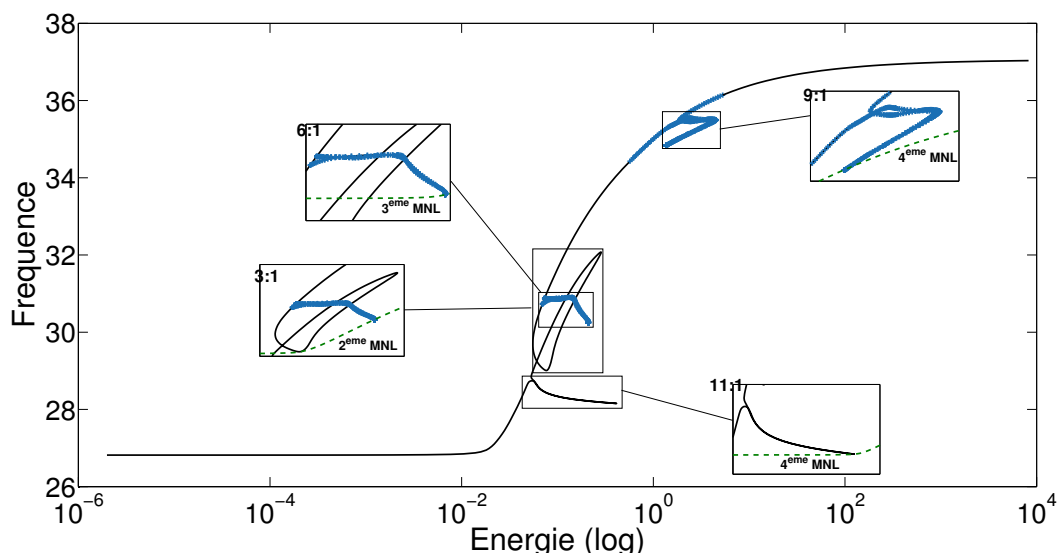 38
36
34
32
30
28
26
Frequence
6:1
3^eme MNL
3:1
2^eme MNL
9:1
4^eme MNL
11:1
4^eme MNL
10^−6
10^−4
10^−2
10^0
10^2
10^4
Energie (log)